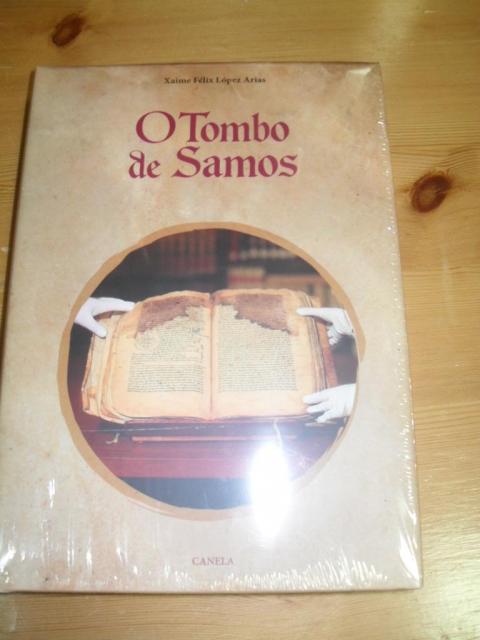 Xaime Félix López Arias
O Tombo
de Samos
CANELA